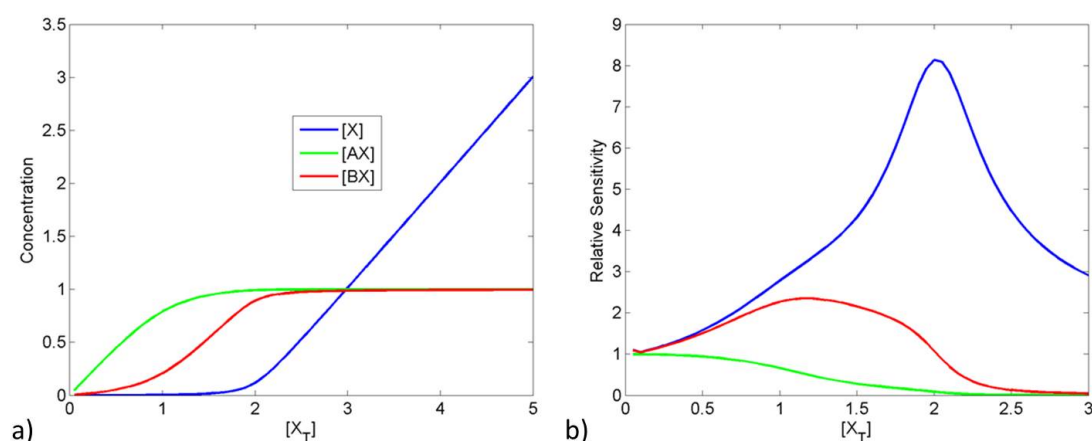 3.5
3
2.5
2
1.5
1
0.5
0
Concentration
[X]
[AX]
[BX]
0 1 2 3 4 5
[X_T]
a)
9
8
7
6
5
4
3
2
1
0
Relative Sensitivity
0 0.5 1 1.5 2 2.5 3
[X_T]
b)